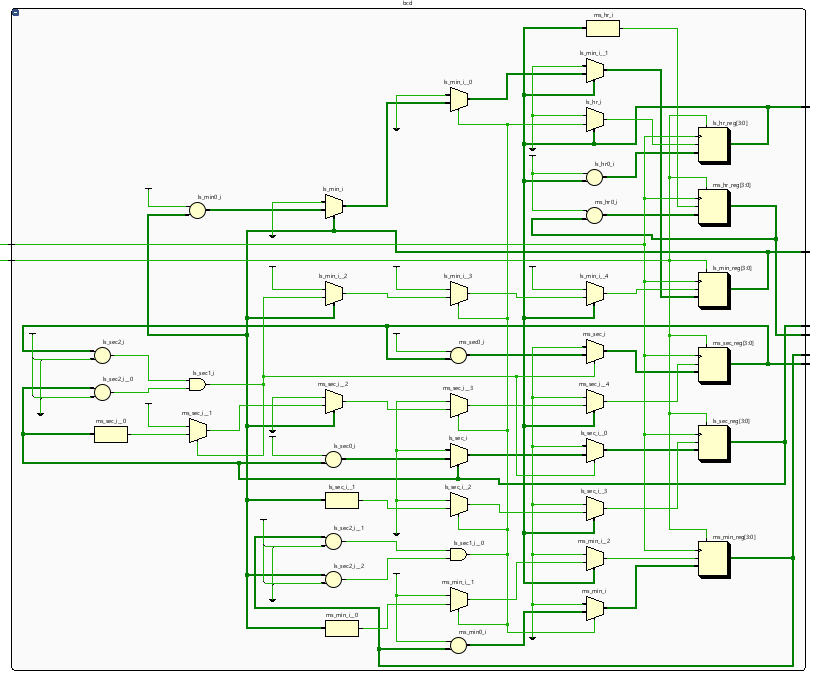 bcd
ms_hr_i
ls_min_i__1
ls_min_i__0
ls_hr_i
ls_hr_reg[3:0]
ls_hr0_i
ls_min_i
ms_hr_reg[3:0]
ls_min0_i
ms_hr0_i
ls_min_i__2
ls_min_i__3
ls_min_i__4
ls_min_reg[3:0]
ms_sec_i
ls_sec2_i
ms_sec0_i
ms_sec_reg[3:0]
ls_sec1_i
ls_sec2_i__0
ms_sec_i__2
ms_sec_i__3
ms_sec_i__4
ms_sec_i__1
ms_sec_i__0
ls_sec_reg[3:0]
ls_sec0_i
ls_sec_i
ls_sec_i__0
ls_sec_i__1
ls_sec_i__2
ls_sec_i__3
ls_sec2_i__1
ls_sec1_i__0
ms_min_i__2
ms_min_reg[3:0]
ls_sec2_i__2
ms_min_i__1
ms_min_i
ms_min_i__0
ms_min0_i